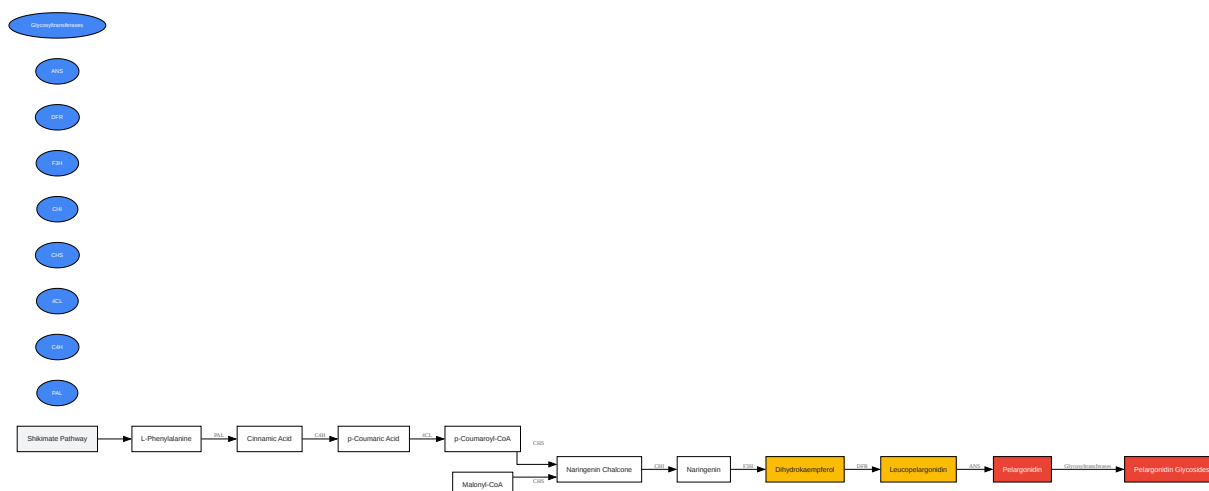 Glycosyltransferases
ANS
DFR
F3H
CHI
CHS
4CL
C4H
PAL
Shikimate Pathway
L-Phenylalanine
PAL
Cinnamic Acid
C4H
p-Coumaric Acid
4CL
p-Coumaroyl-CoA
CHS
Malonyl-CoA
CHS
Naringenin Chalcone
CHI
Naringenin
F3H
Dihydrokaempferol
DFR
Leucopelargonidin
ANS
Pelargonidin
Glycosyltransferases
Pelargonidin Glycosides